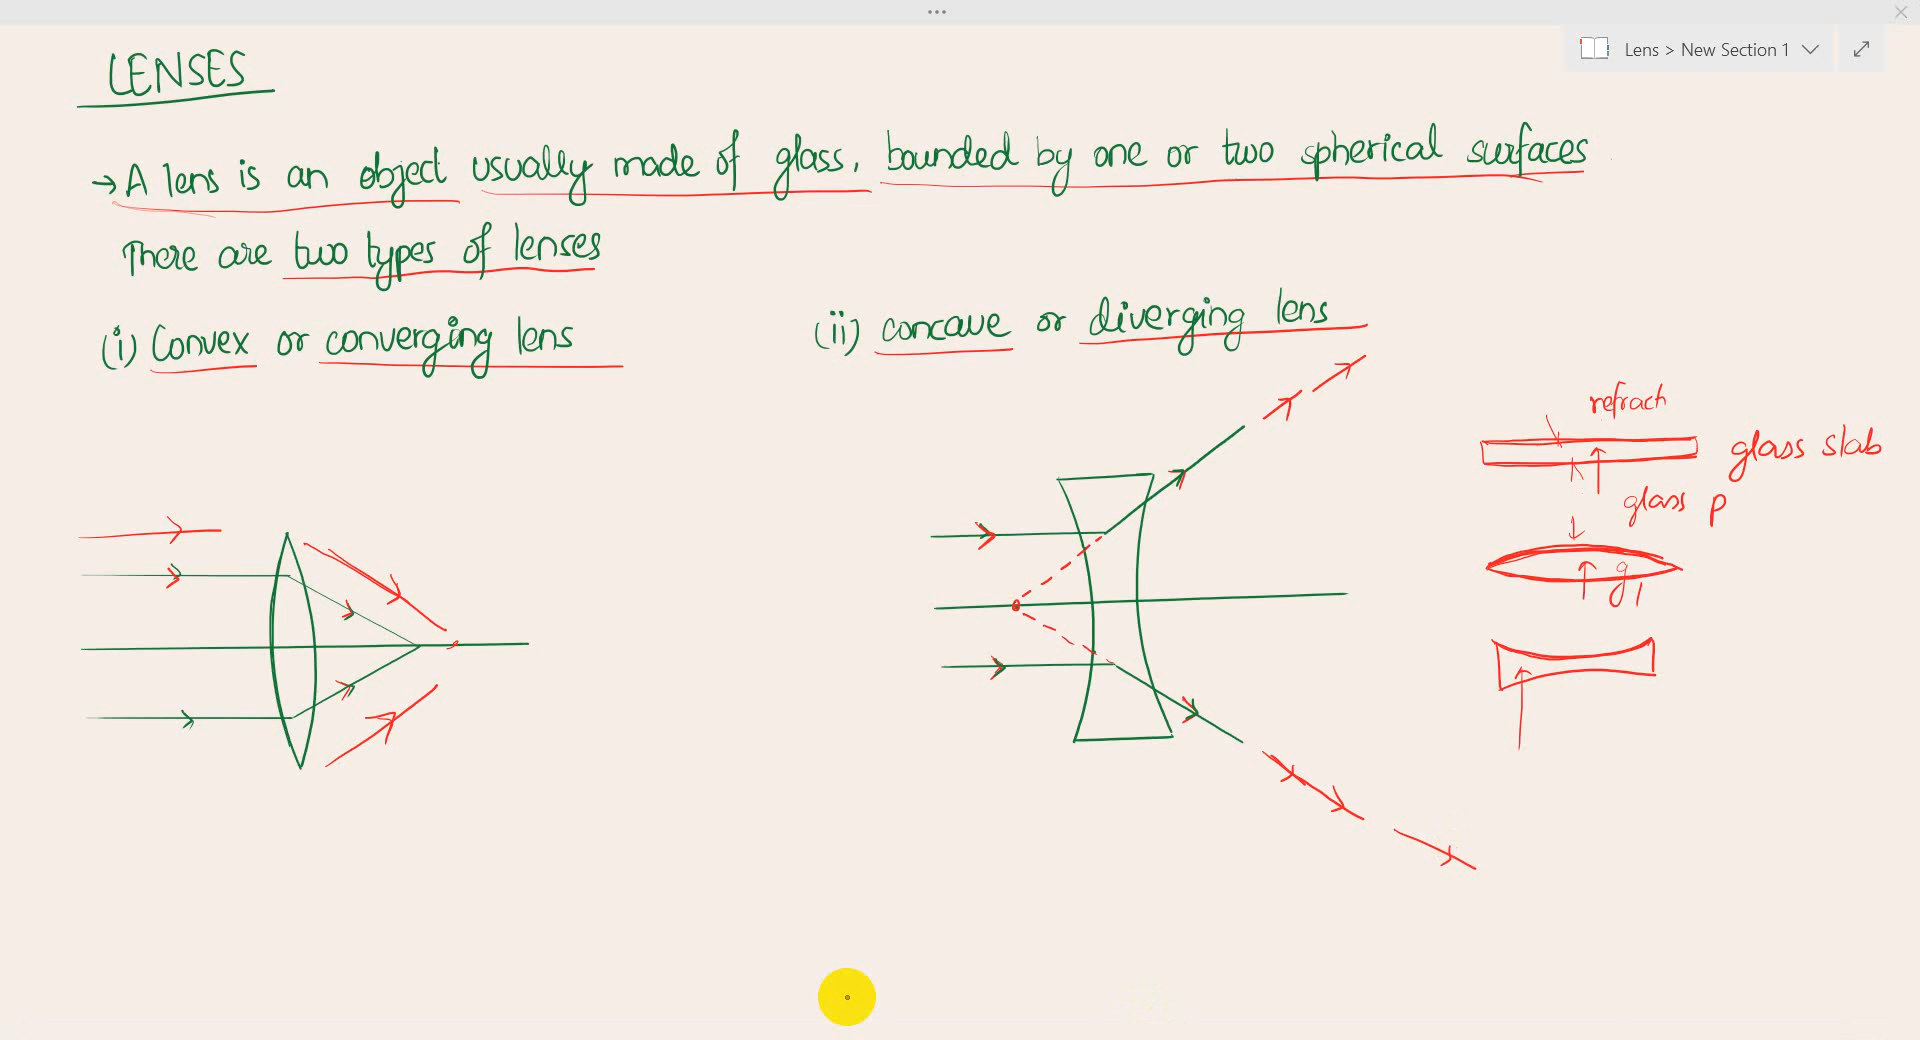 Lens > New Section 1
LENSES
→ A lens is an object usually made of glass, bounded by one or two spherical surfaces
There are two types of lenses
(i) Convex or converging lens
(ii) concave or diverging lens
refrach
glass slab
glass p
g